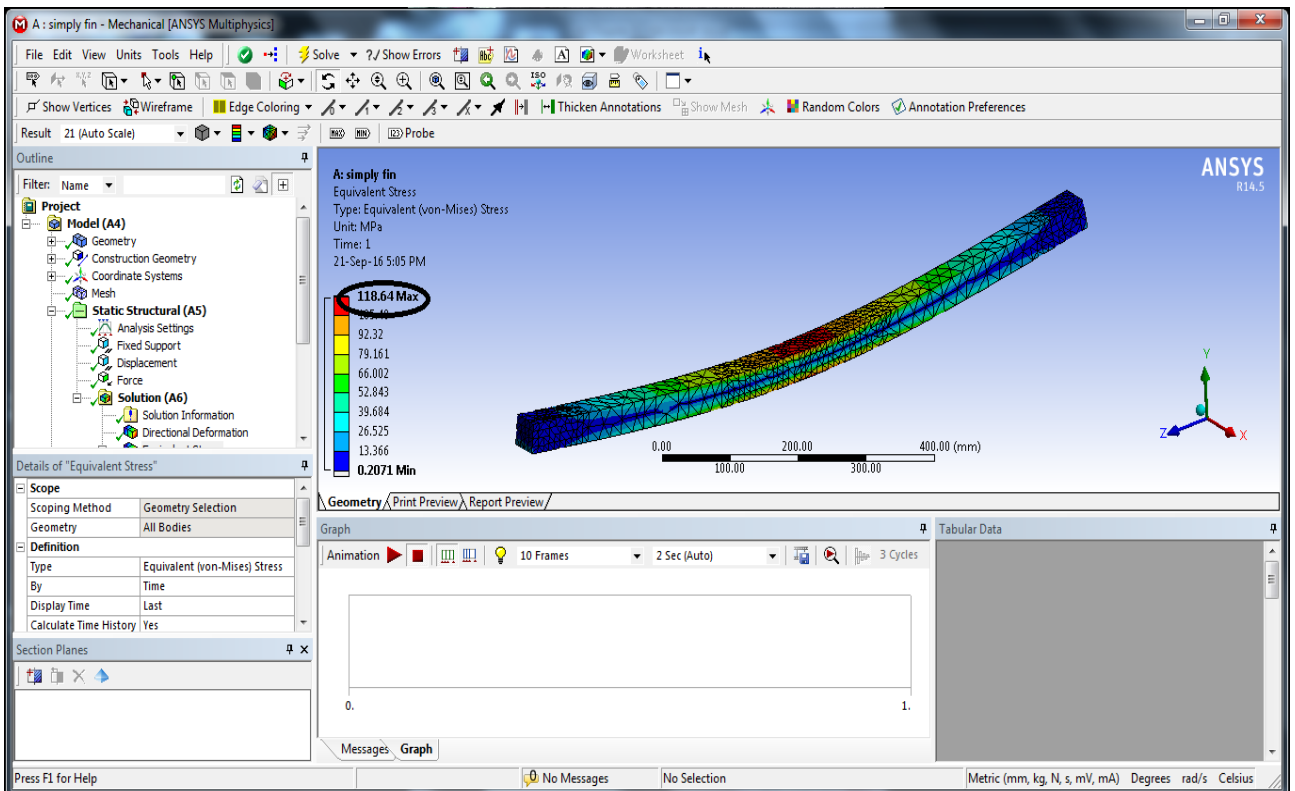 A : simply fin - Mechanical [ANSYS Multiphysics]
File Edit View Units Tools Help Solve ?/ Show Errors Worksheet
Show Vertices Wireframe Edge Coloring Thicken Annotations Show Mesh Random Colors Annotation Preferences
Result 21 (Auto Scale) MAX MIN 123 Probe
Outline
Filter: Name
Project
Model (A4)
Geometry
Construction Geometry
Coordinate Systems
Mesh
Static Structural (A5)
Analysis Settings
Fixed Support
Displacement
Force
Solution (A6)
Solution Information
Directional Deformation
Details of "Equivalent Stress"
Scope
Scoping Method Geometry Selection
Geometry All Bodies
Definition
Type Equivalent (von-Mises) Stress
By Time
Display Time Last
Calculate Time History Yes
Section Planes
A: simply fin
Equivalent Stress
Type: Equivalent (von-Mises) Stress
Unit: MPa
Time: 1
21-Sep-16 5:05 PM
118.64 Max
92.32
79.161
66.002
52.843
39.684
26.525
13.366
0.2071 Min
ANSYS
R14.5
Y
Z X
0.00 200.00 400.00 (mm)
100.00 300.00
Geometry Print Preview Report Preview
Graph
Animation 10 Frames 2 Sec (Auto) 3 Cycles
0. 1.
Messages Graph
Tabular Data
Press F1 for Help No Messages No Selection Metric (mm, kg, N, s, mV, mA) Degrees rad/s Celsius